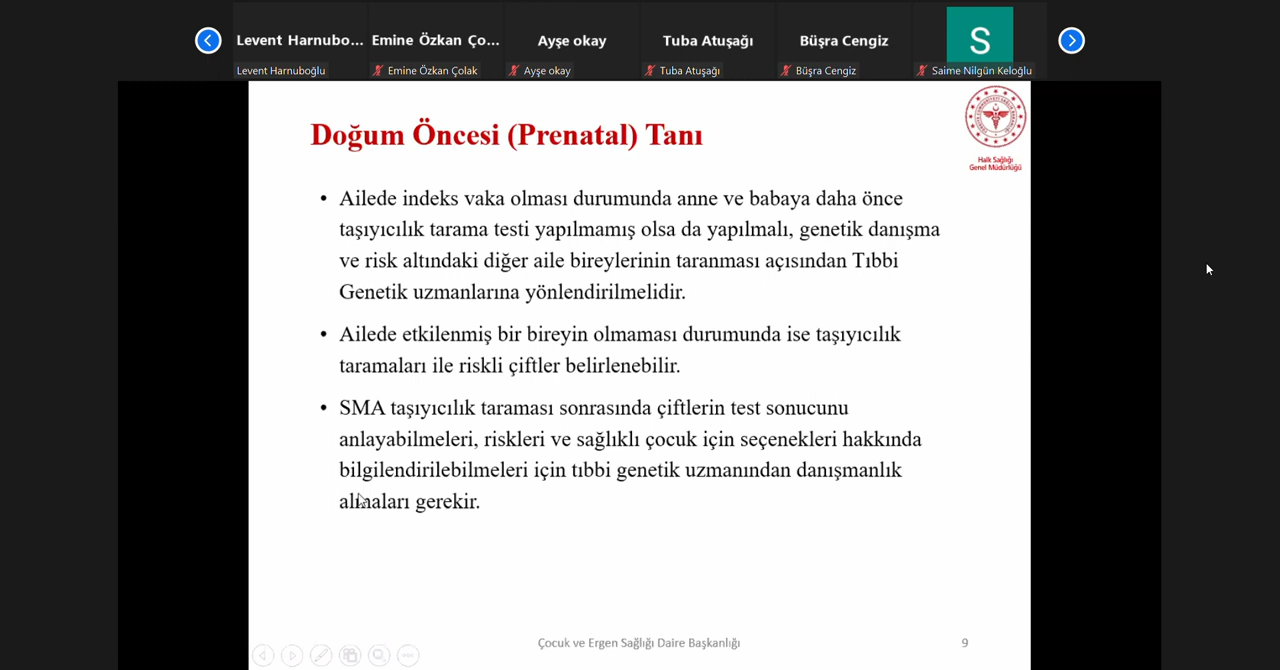 Levent Harnubo...
Emine Özkan Ço...
Ayşe okay
Tuba Atuşağı
Büşra Cengiz
S
Levent Harnuboğlu
Emine Özkan Çolak
Ayşe okay
Tuba Atuşağı
Büşra Cengiz
Saime Nilgün Keloğlu
Doğum Öncesi (Prenatal) Tanı
Halk Sağlığı
Genel Müdürlüğü
• Ailede indeks vaka olması durumunda anne ve babaya daha önce
taşıyıcılık tarama testi yapılmamış olsa da yapılmalı, genetik danışma
ve risk altındaki diğer aile bireylerinin taranması açısından Tıbbi
Genetik uzmanlarına yönlendirilmelidir.
• Ailede etkilenmiş bir bireyin olmaması durumunda ise taşıyıcılık
taramaları ile riskli çiftler belirlenebilir.
• SMA taşıyıcılık taraması sonrasında çiftlerin test sonucunu
anlayabilmeleri, riskleri ve sağlıklı çocuk için seçenekleri hakkında
bilgilendirilebilmeleri için tıbbi genetik uzmanından danışmanlık
almaları gerekir.
Çocuk ve Ergen Sağlığı Daire Başkanlığı
9